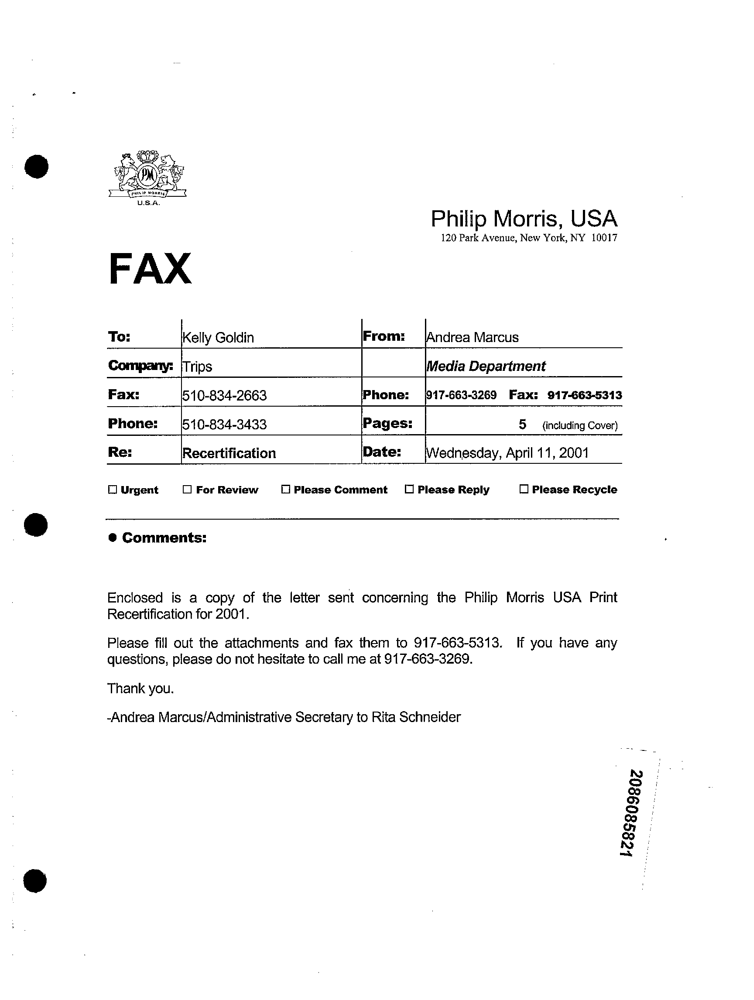 PM
PHILIP MORRIS
U.S.A.
Philip Morris, USA
120 Park Avenue, New York, NY 10017
FAX
To: Kelly Goldin From: Andrea Marcus
Company: Trips Media Department
Fax: 510-834-2663 Phone: 917-663-3269 Fax: 917-663-5313
Phone: 510-834-3433 Pages: 5 (including Cover)
Re: Recertification Date: Wednesday, April 11, 2001
☐ Urgent ☐ For Review ☐ Please Comment ☐ Please Reply ☐ Please Recycle
● Comments:
Enclosed is a copy of the letter sent concerning the Philip Morris USA Print
Recertification for 2001.
Please fill out the attachments and fax them to 917-663-5313. If you have any
questions, please do not hesitate to call me at 917-663-3269.
Thank you.
-Andrea Marcus/Administrative Secretary to Rita Schneider
2086085821